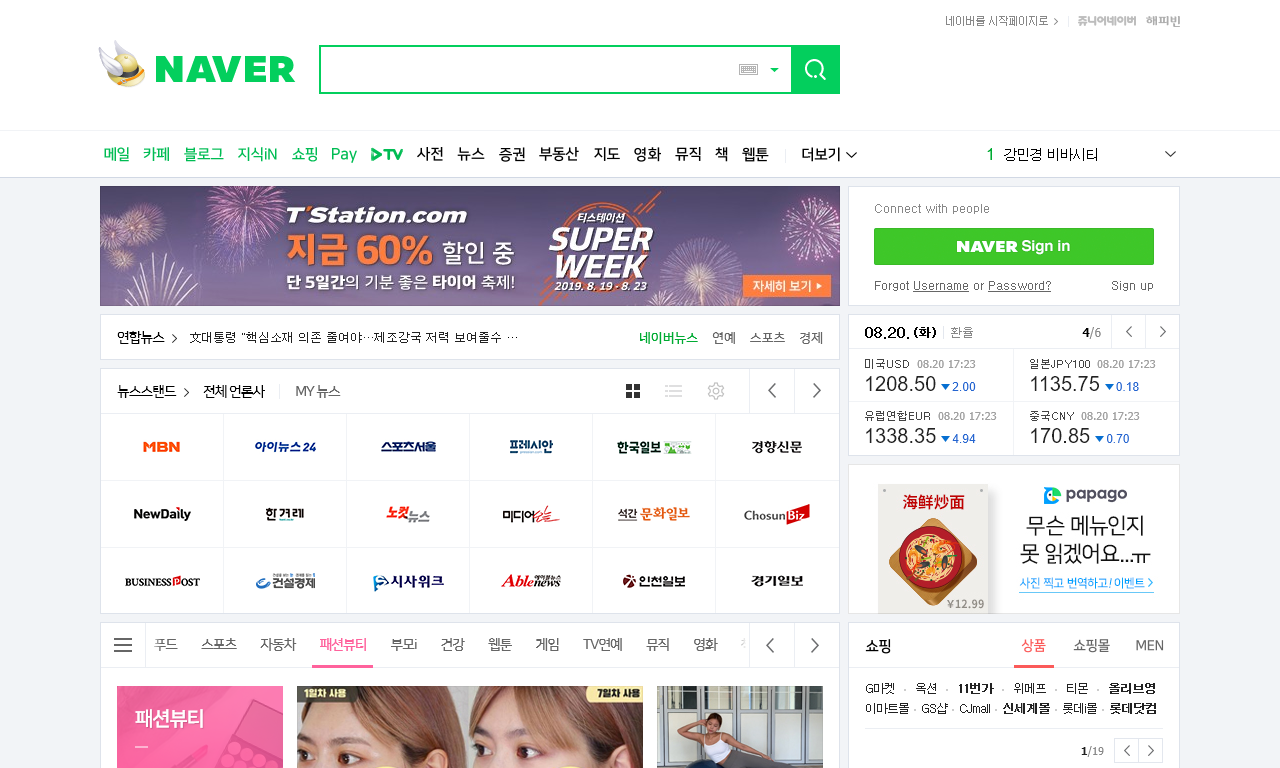 네이버를 시작페이지로 쥬니어네이버 해피빈
NAVER
메일 카페 블로그 지식iN 쇼핑 Pay TV 사전 뉴스 증권 부동산 지도 영화 뮤직 책 웹툰 더보기 1 강민경 비바시티
T'Station.com
지금 60% 할인 중
단 5일간의 기분 좋은 타이어 축제!
티스테이션
SUPER
WEEK
2019. 8. 19 - 8. 23
자세히 보기
Connect with people
NAVER Sign in
Forgot Username or Password? Sign up
연합뉴스 文대통령 "핵심소재 의존 줄여야…제조강국 저력 보여줄수 … 네이버뉴스 연예 스포츠 경제
08.20. (화) 환율 4/6
미국USD 08.20 17:23
1208.50 2.00
일본JPY100 08.20 17:23
1135.75 0.18
유럽연합EUR 08.20 17:23
1338.35 4.94
중국CNY 08.20 17:23
170.85 0.70
뉴스스탠드 전체 언론사 MY 뉴스
MBN 아이뉴스24 스포츠서울 프레시안 한국일보 경향신문
NewDaily 한겨레 노컷뉴스 미디어오늘 석간 문화일보 ChosunBiz
BUSINESSPOST 건설경제 시사위크 Ablenews 에이블뉴스 인천일보 경기일보
海鲜炒面
¥12.99
papago
무슨 메뉴인지
못 읽겠어요...ㅠ
사진 찍고 번역하고! 이벤트
푸드 스포츠 자동차 패션뷰티 부모i 건강 웹툰 게임 TV연예 뮤직 영화
패션뷰티
1일차 사용 7일차 사용
쇼핑 상품 쇼핑몰 MEN
G마켓 · 옥션 · 11번가 · 위메프 · 티몬 · 올리브영
이마트몰 · GS샵 · CJmall · 신세계몰 · 롯데몰 · 롯데닷컴
1/19